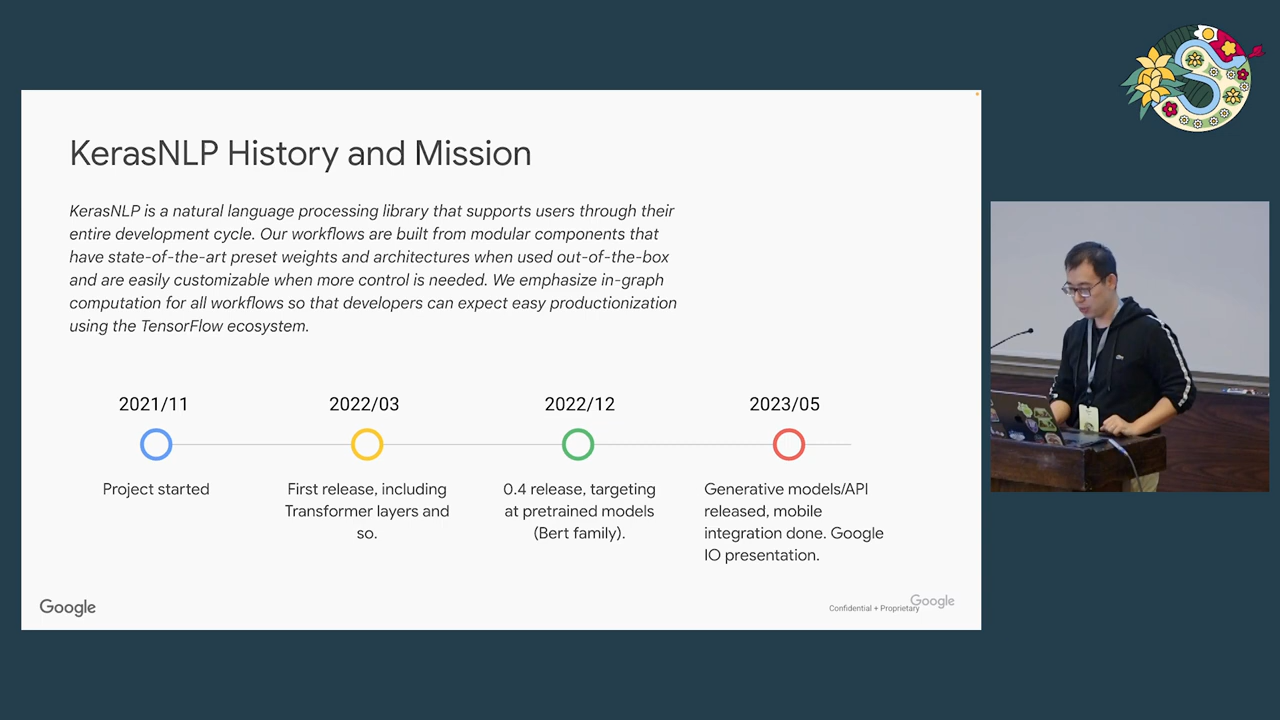 KerasNLP History and Mission
KerasNLP is a natural language processing library that supports users through their
entire development cycle. Our workflows are built from modular components that
have state-of-the-art preset weights and architectures when used out-of-the-box
and are easily customizable when more control is needed. We emphasize in-graph
computation for all workflows so that developers can expect easy productionization
using the TensorFlow ecosystem.
2021/11
Project started
2022/03
First release, including
Transformer layers and
so.
2022/12
0.4 release, targeting
at pretrained models
(Bert family).
2023/05
Generative models/API
released, mobile
integration done. Google
IO presentation.
Google
Confidential + Proprietary
Google